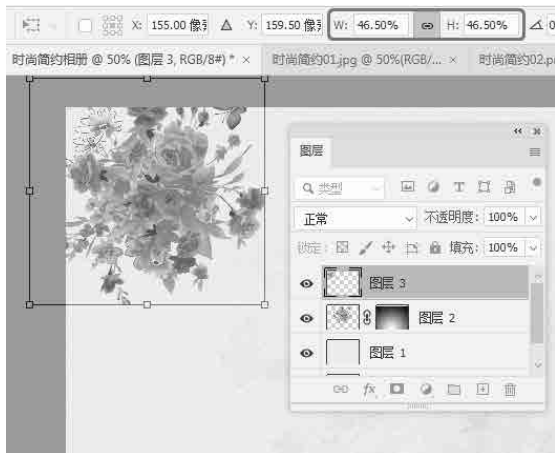 X: 155.00 像素 Y: 159.50 像素 W: 46.50% H: 46.50%
时尚简约相册 @ 50% (图层 3, RGB/8#) * × 时尚简约01.jpg @ 50%(RGB/... × 时尚简约02.
图层
类型
正常 不透明度: 100%
锁定: 填充: 100%
图层 3
图层 2
图层 1
fx